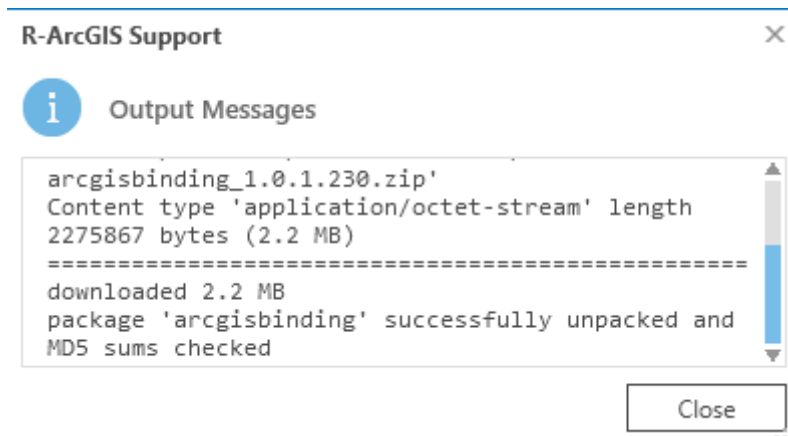 R-ArcGIS Support
Output Messages
arcgisbinding_1.0.1.230.zip'
Content type 'application/octet-stream' length
2275867 bytes (2.2 MB)
==================================================
downloaded 2.2 MB
package 'arcgisbinding' successfully unpacked and
MD5 sums checked
Close